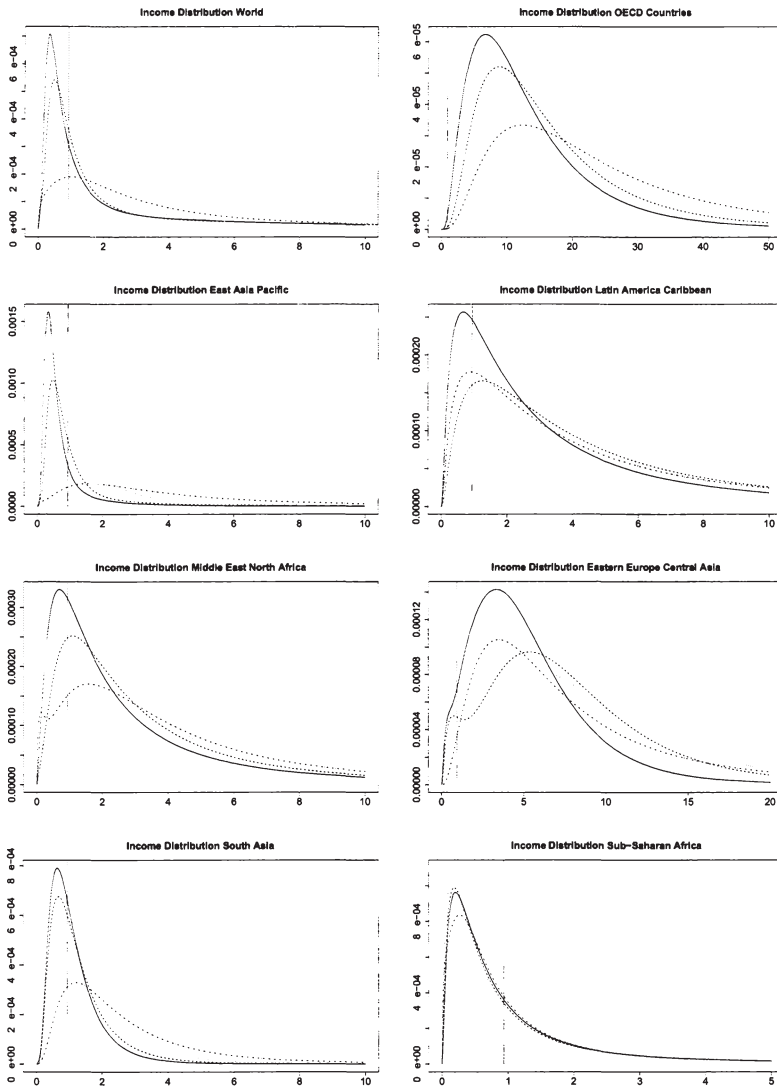 Income Distribution World
0 e+00 2 e-04 4 e-04 6 e-04
0 2 4 6 8 10
Income Distribution OECD Countries
0 e+00 2 e-05 4 e-05 6 e-05
0 10 20 30 40 50
Income Distribution East Asia Pacific
0.0000 0.0005 0.0010 0.0015
0 2 4 6 8 10
Income Distribution Latin America Caribbean
0.00000 0.00010 0.00020
0 2 4 6 8 10
Income Distribution Middle East North Africa
0.00000 0.00010 0.00020 0.00030
0 2 4 6 8 10
Income Distribution Eastern Europe Central Asia
0.00000 0.00004 0.00008 0.00012
0 5 10 15 20
Income Distribution South Asia
0 e+00 2 e-04 4 e-04 6 e-04 8 e-04
0 2 4 6 8 10
Income Distribution Sub-Saharan Africa
0 e+00 4 e-04 8 e-04
0 1 2 3 4 5